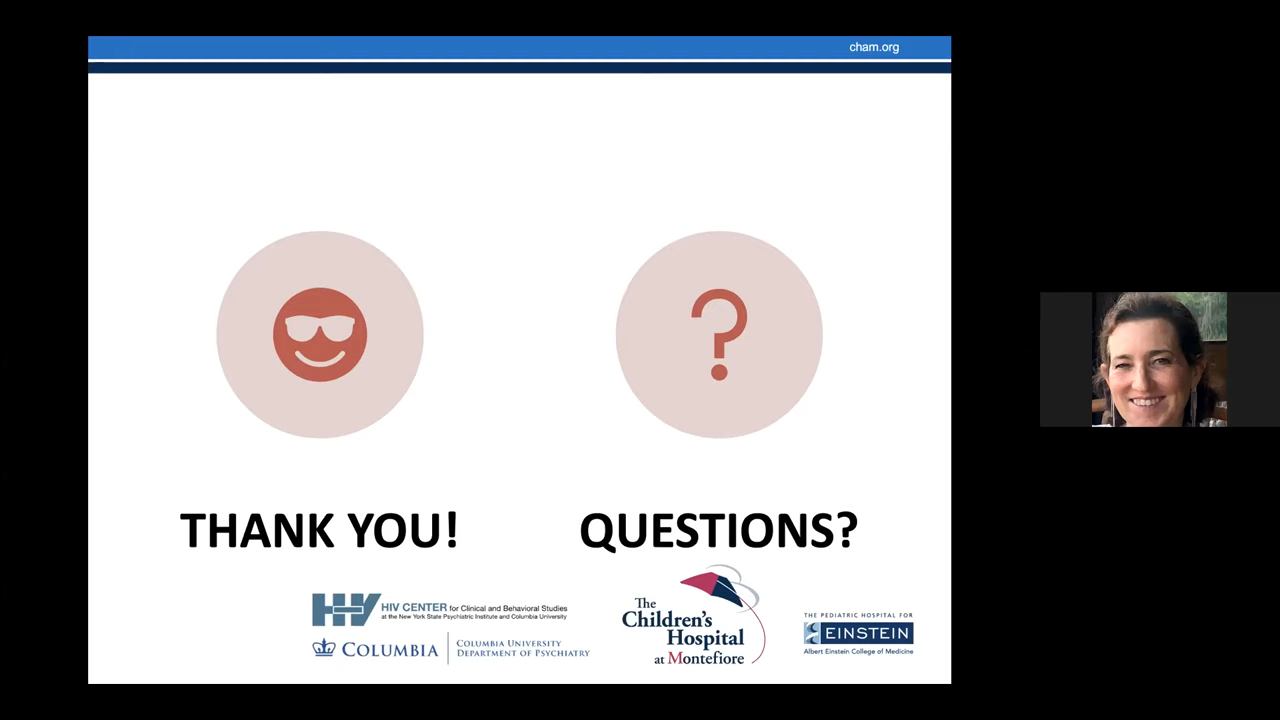 cham.org
THANK YOU!
QUESTIONS?
HIV
HIV CENTER for Clinical and Behavioral Studies
at the New York State Psychiatric Institute and Columbia University
COLUMBIA
COLUMBIA UNIVERSITY
DEPARTMENT OF PSYCHIATRY
The
Children's
Hospital
at Montefiore
THE PEDIATRIC HOSPITAL FOR
EINSTEIN
Albert Einstein College of Medicine